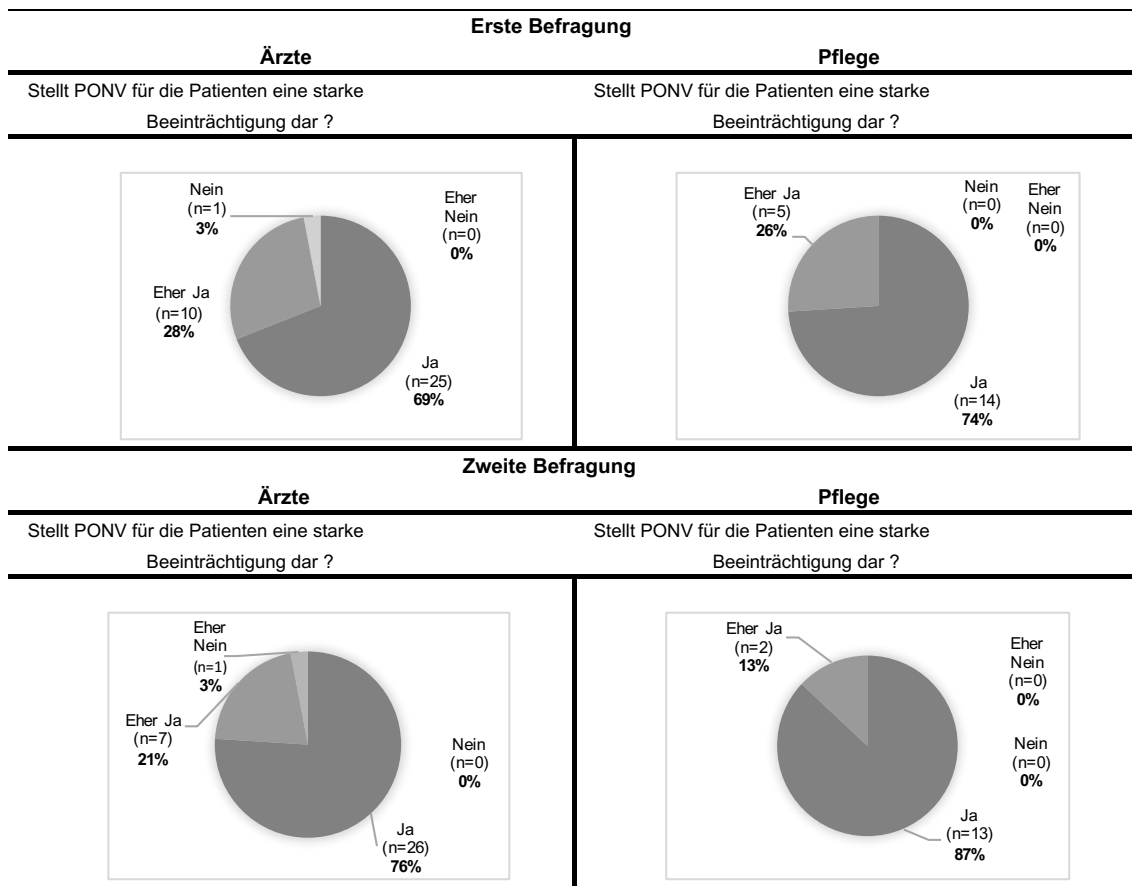 Erste Befragung
Ärzte
Pflege
Stellt PONV für die Patienten eine starke
Beeinträchtigung dar ?
Stellt PONV für die Patienten eine starke
Beeinträchtigung dar ?
Nein
(n=1)
3%
Eher
Nein
(n=0)
0%
Eher Ja
(n=10)
28%
Ja
(n=25)
69%
Eher Ja
(n=5)
26%
Nein
(n=0)
0%
Eher
Nein
(n=0)
0%
Ja
(n=14)
74%
Zweite Befragung
Ärzte
Pflege
Stellt PONV für die Patienten eine starke
Beeinträchtigung dar ?
Stellt PONV für die Patienten eine starke
Beeinträchtigung dar ?
Eher
Nein
(n=1)
3%
Eher Ja
(n=7)
21%
Nein
(n=0)
0%
Ja
(n=26)
76%
Eher Ja
(n=2)
13%
Eher
Nein
(n=0)
0%
Nein
(n=0)
0%
Ja
(n=13)
87%